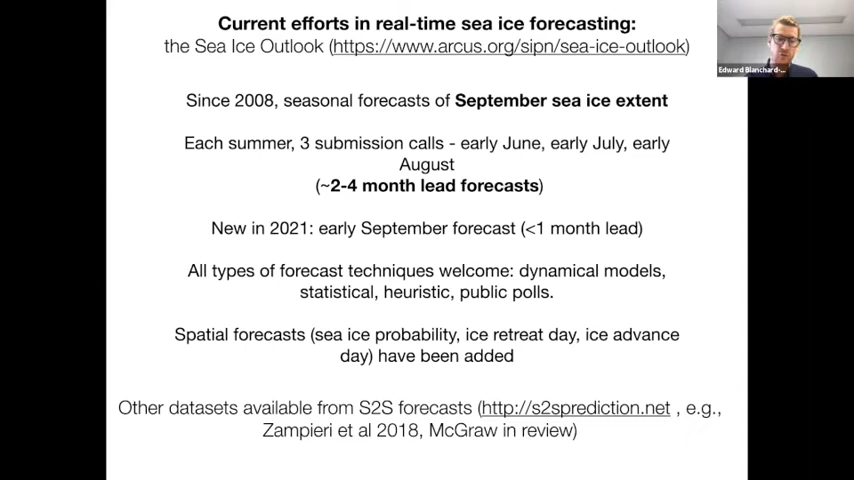 Current efforts in real-time sea ice forecasting:
the Sea Ice Outlook (https://www.arcus.org/sipn/sea-ice-outlook)
Edward Blanchard-...
Since 2008, seasonal forecasts of September sea ice extent
Each summer, 3 submission calls - early June, early July, early
August
(~2-4 month lead forecasts)
New in 2021: early September forecast (<1 month lead)
All types of forecast techniques welcome: dynamical models,
statistical, heuristic, public polls.
Spatial forecasts (sea ice probability, ice retreat day, ice advance
day) have been added
Other datasets available from S2S forecasts (http://s2sprediction.net , e.g.,
Zampieri et al 2018, McGraw in review)